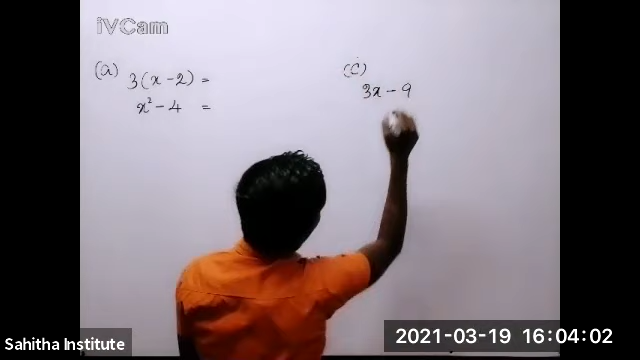 iVCam
(a)
3(x-2) =
x²-4 =
(C)
3x-9
Sahitha Institute
2021-03-19 16:04:02